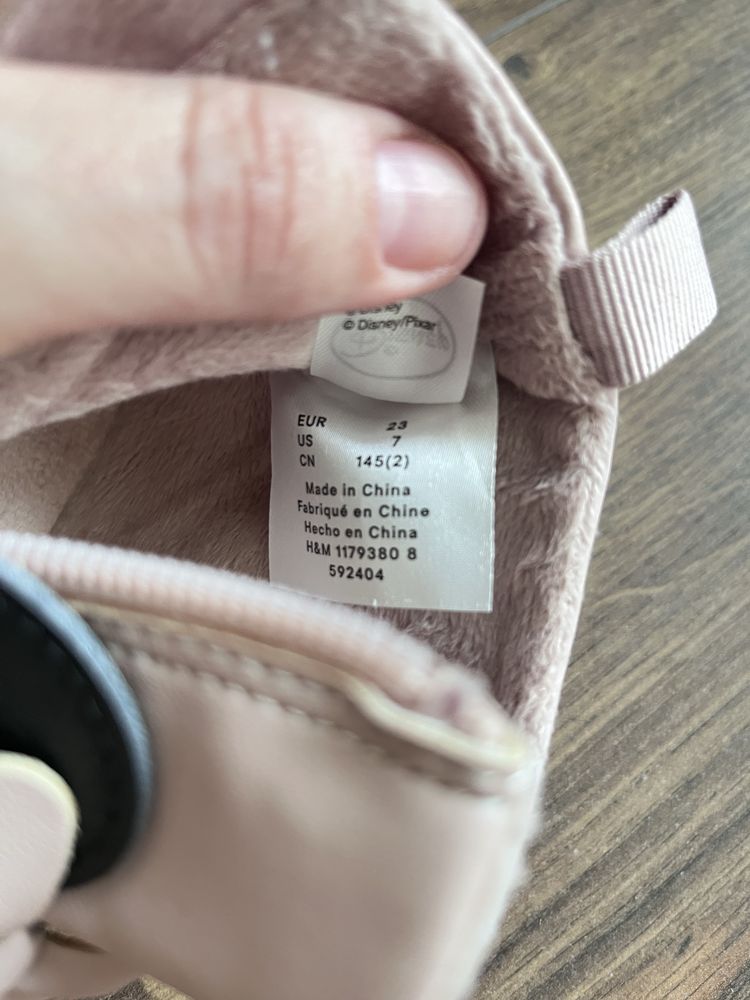 © Disney
© Disney/Pixar
EUR 23
US 7
CN 145(2)
Made in China
Fabriqué en Chine
Hecho en China
H&M 1179380 8
592404